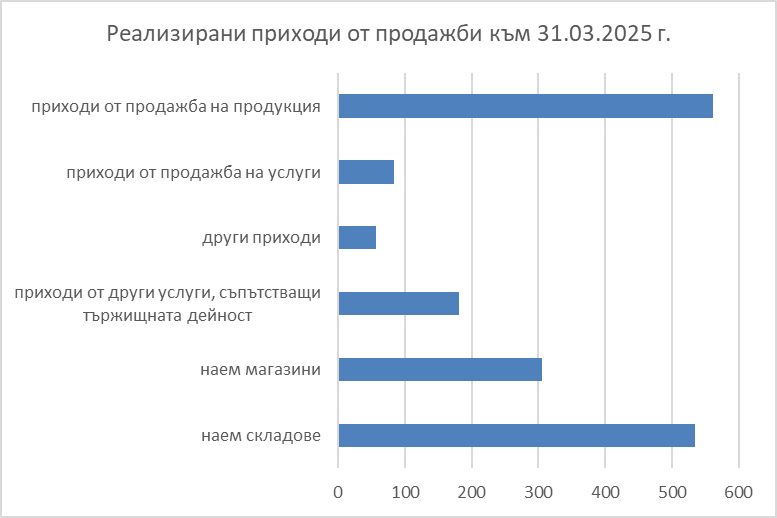 Реализирани приходи от продажби към 31.03.2025 г.
приходи от продажба на продукция
приходи от продажба на услуги
други приходи
приходи от други услуги, съпътстващи
тържищната дейност
наем магазини
наем складове
0 100 200 300 400 500 600